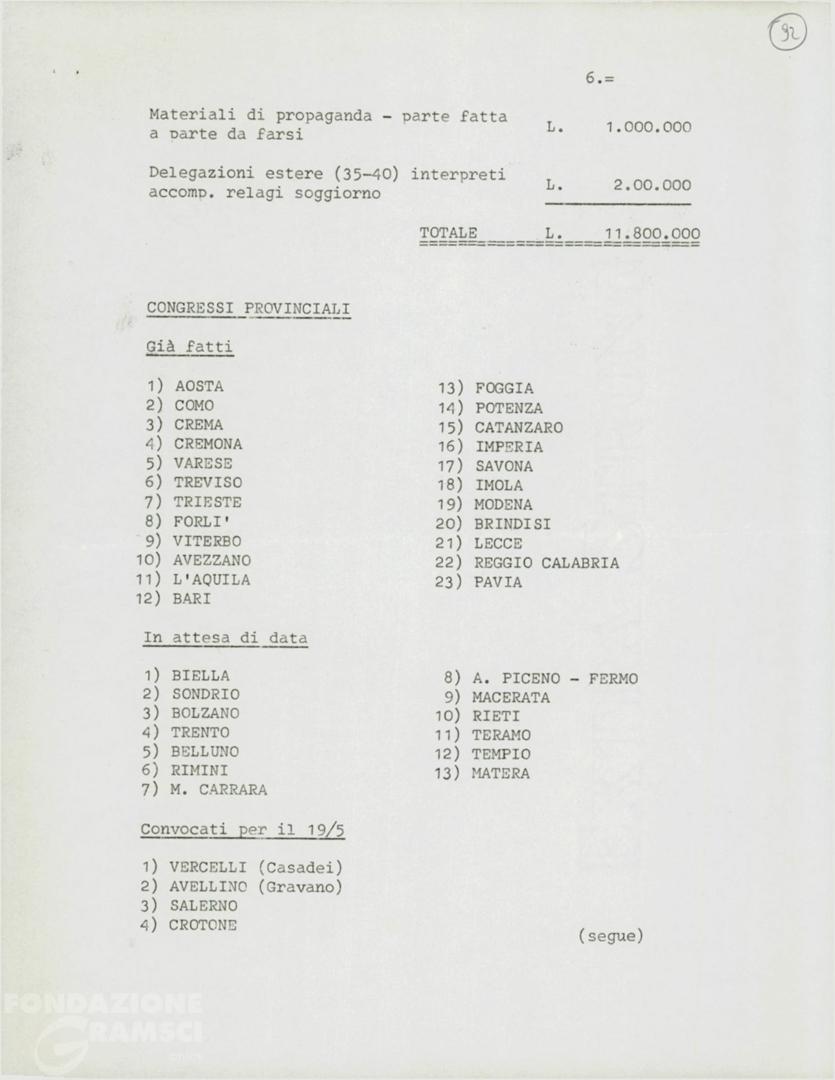 92
6.=
Materiali di propaganda - parte fatta
a parte da farsi L. 1.000.000
Delegazioni estere (35-40) interpreti
accomp. relagi soggiorno L. 2.00.000
TOTALE L. 11.800.000
CONGRESSI PROVINCIALI
Già fatti
1) AOSTA
2) COMO
3) CREMA
4) CREMONA
5) VARESE
6) TREVISO
7) TRIESTE
8) FORLI'
9) VITERBO
10) AVEZZANO
11) L'AQUILA
12) BARI
13) FOGGIA
14) POTENZA
15) CATANZARO
16) IMPERIA
17) SAVONA
18) IMOLA
19) MODENA
20) BRINDISI
21) LECCE
22) REGGIO CALABRIA
23) PAVIA
In attesa di data
1) BIELLA
2) SONDRIO
3) BOLZANO
4) TRENTO
5) BELLUNO
6) RIMINI
7) M. CARRARA
8) A. PICENO - FERMO
9) MACERATA
10) RIETI
11) TERAMO
12) TEMPIO
13) MATERA
Convocati per il 19/5
1) VERCELLI (Casadei)
2) AVELLINO (Gravano)
3) SALERNO
4) CROTONE
(segue)
FONDAZIONE
GRAMSCI